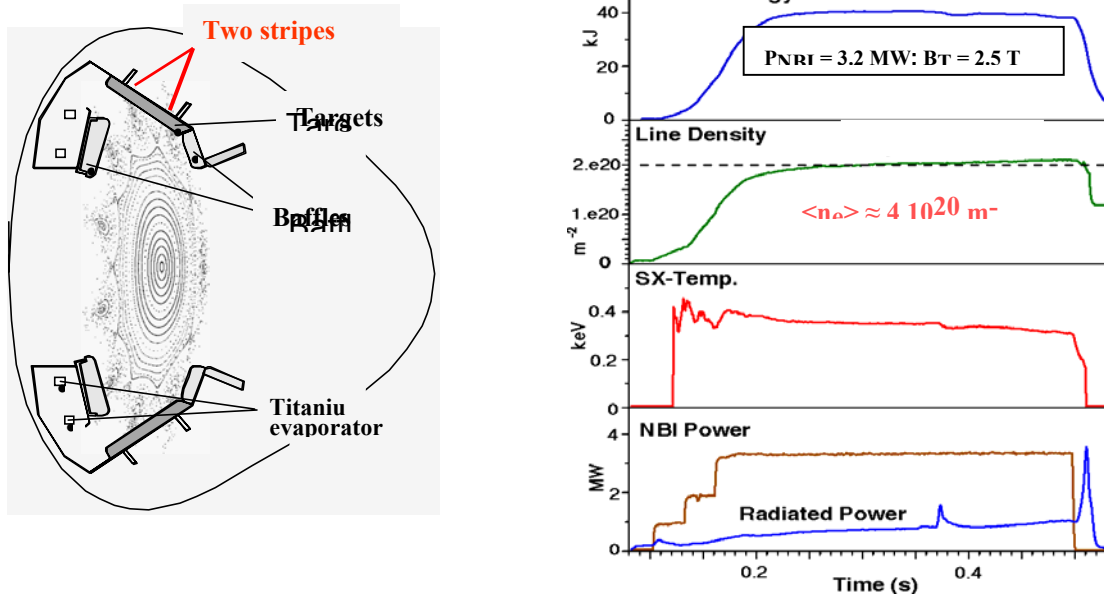 Two stripes
Targets
Baffles
Titaniu
evaporator
40
20
0
kJ
PNBI = 3.2 MW: BT = 2.5 T
Line Density
2.e20
1.e20
0
m-2
<ne> ≈ 4 1020 m-
SX-Temp.
0.4
0.2
0
keV
NBI Power
4
2
0
MW
Radiated Power
0.2
0.4
Time (s)